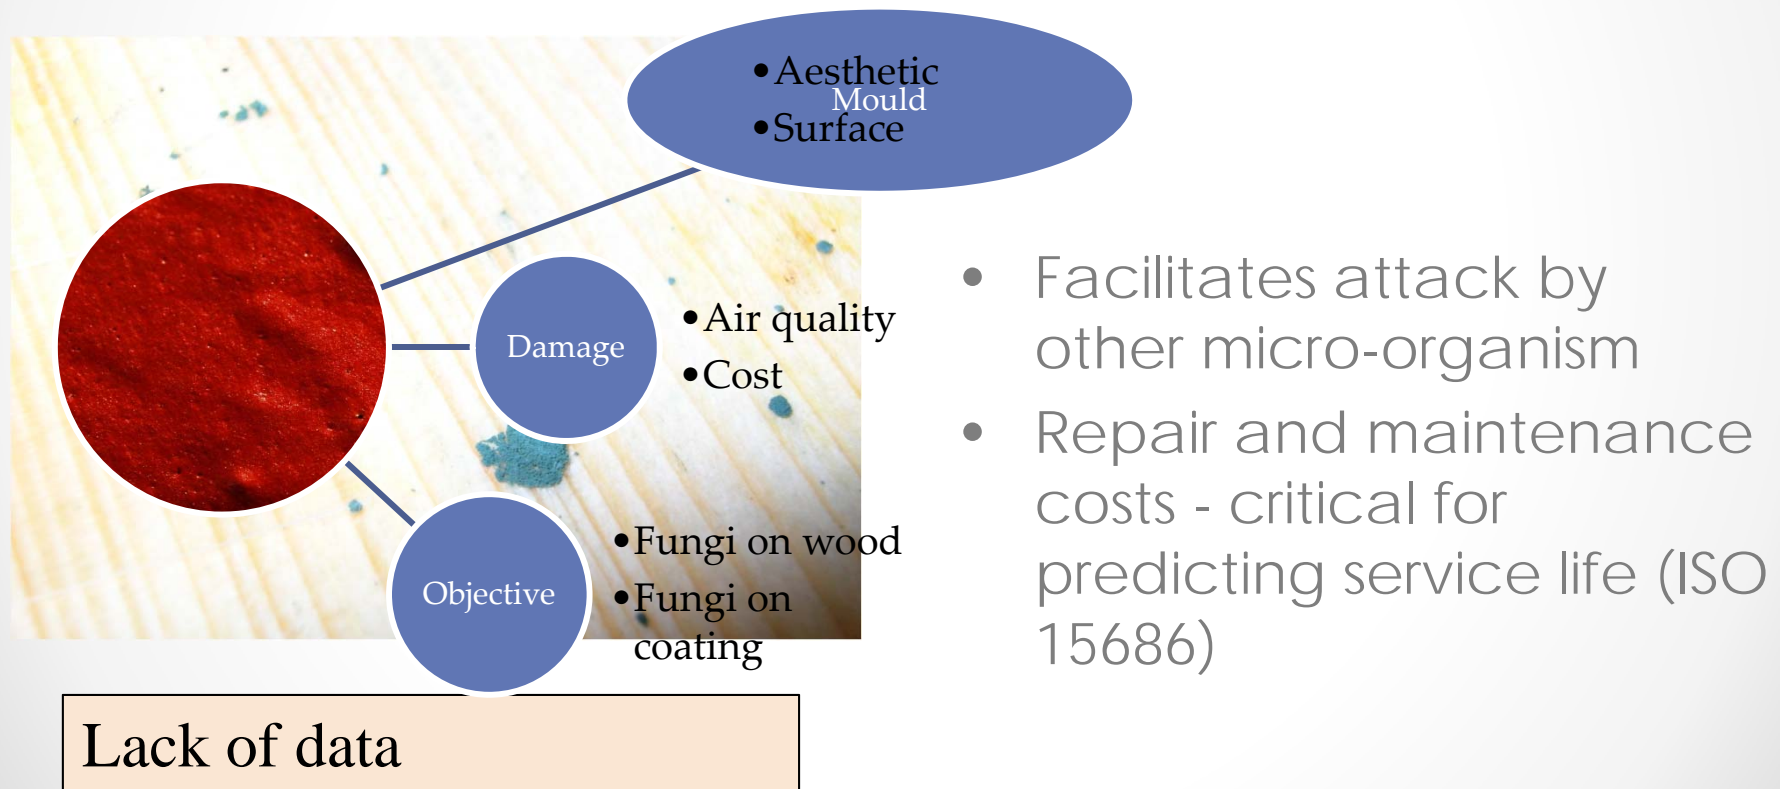 •Aesthetic
Mould
•Surface
Damage
•Air quality
•Cost
Objective
•Fungi on wood
•Fungi on
coating
Lack of data
• Facilitates attack by
other micro-organism
• Repair and maintenance
costs - critical for
predicting service life (ISO
15686)